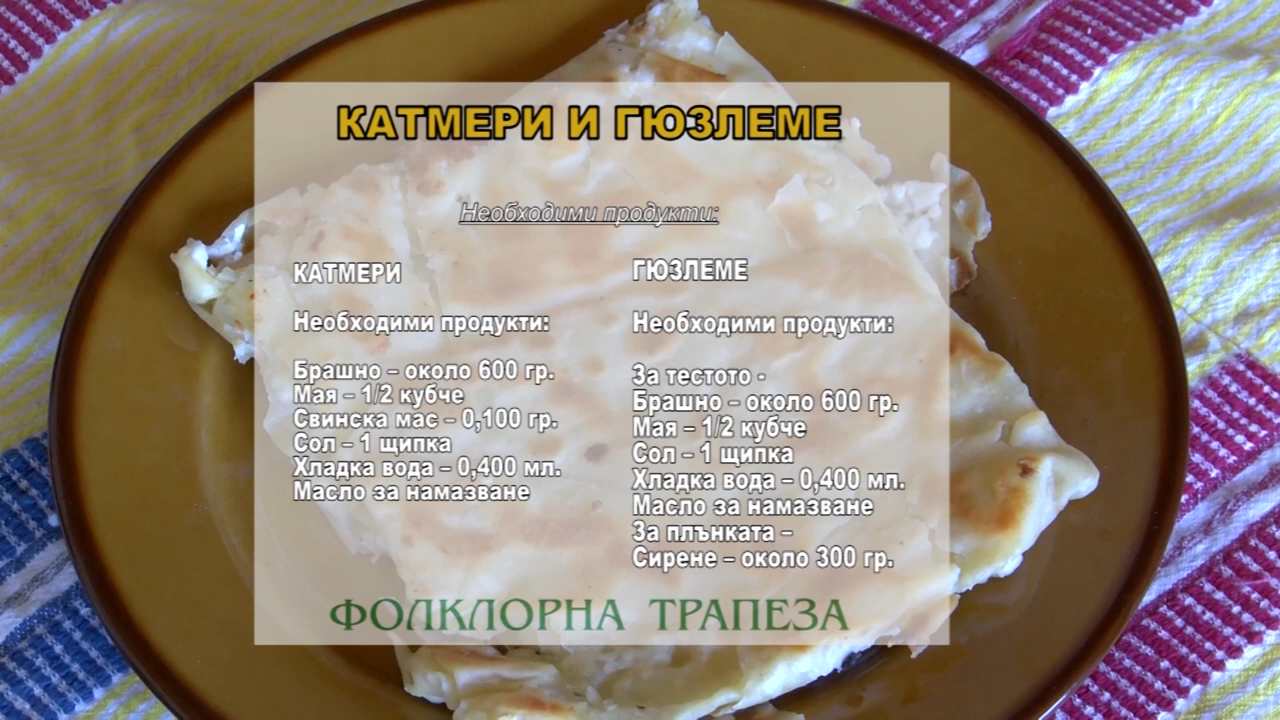 КАТМЕРИ И ГЮЗЛЕМЕ
Необходими продукти:
КАТМЕРИ
Необходими продукти:
Брашно – около 600 гр.
Мая – 1/2 кубче
Свинска мас – 0,100 гр.
Сол – 1 щипка
Хладка вода – 0,400 мл.
Масло за намазване
ГЮЗЛЕМЕ
Необходими продукти:
За тестото -
Брашно – около 600 гр.
Мая – 1/2 кубче
Сол – 1 щипка
Хладка вода – 0,400 мл.
Масло за намазване
За плънката –
Сирене – около 300 гр.
ФОЛКЛОРНА ТРАПЕЗА